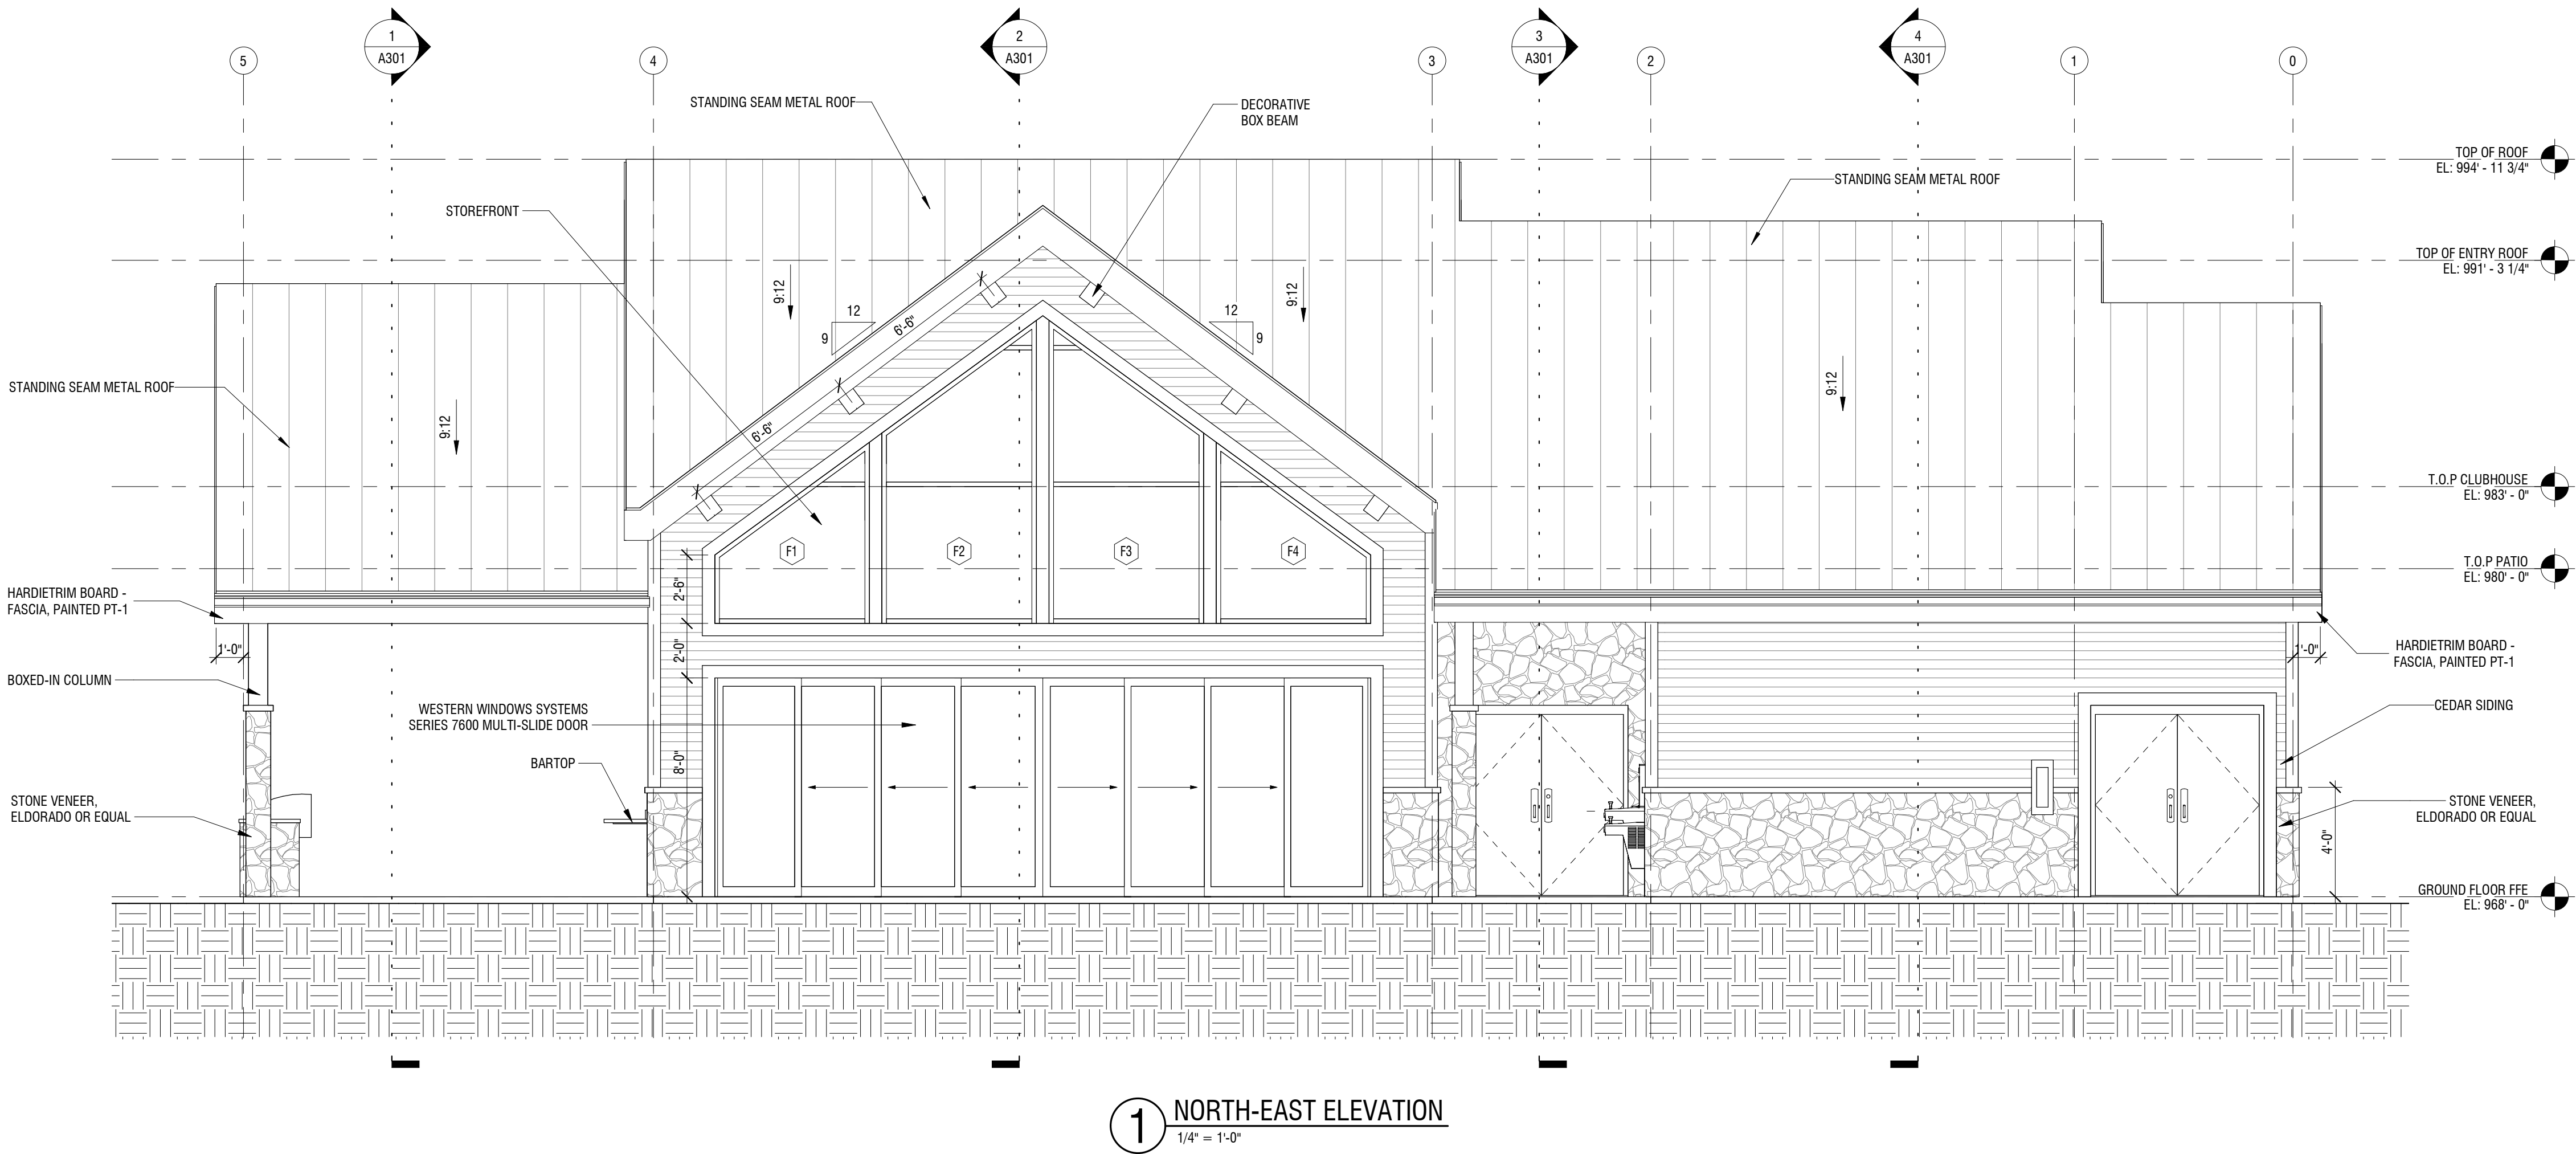 1
A301
2
A301
3
A301
4
A301
5
4
3
2
1
0
STANDING SEAM METAL ROOF
DECORATIVE
BOX BEAM
TOP OF ROOF
EL: 994' - 11 3/4"
STANDING SEAM METAL ROOF
STOREFRONT
TOP OF ENTRY ROOF
EL: 991' - 3 1/4"
9:12
9:12
12
9
6'-6"
12
9
STANDING SEAM METAL ROOF
9:12
9:12
6'-6"
T.O.P CLUBHOUSE
EL: 983' - 0"
F1
F2
F3
F4
T.O.P PATIO
EL: 980' - 0"
HARDIETRIM BOARD -
FASCIA, PAINTED PT-1
2'-6"
1'-0"
2'-0"
1'-0"
HARDIETRIM BOARD -
FASCIA, PAINTED PT-1
BOXED-IN COLUMN
WESTERN WINDOWS SYSTEMS
SERIES 7600 MULTI-SLIDE DOOR
CEDAR SIDING
BARTOP
8'-0"
STONE VENEER,
ELDORADO OR EQUAL
STONE VENEER,
ELDORADO OR EQUAL
4'-0"
GROUND FLOOR FFE
EL: 968' - 0"
1
NORTH-EAST ELEVATION
1/4" = 1'-0"